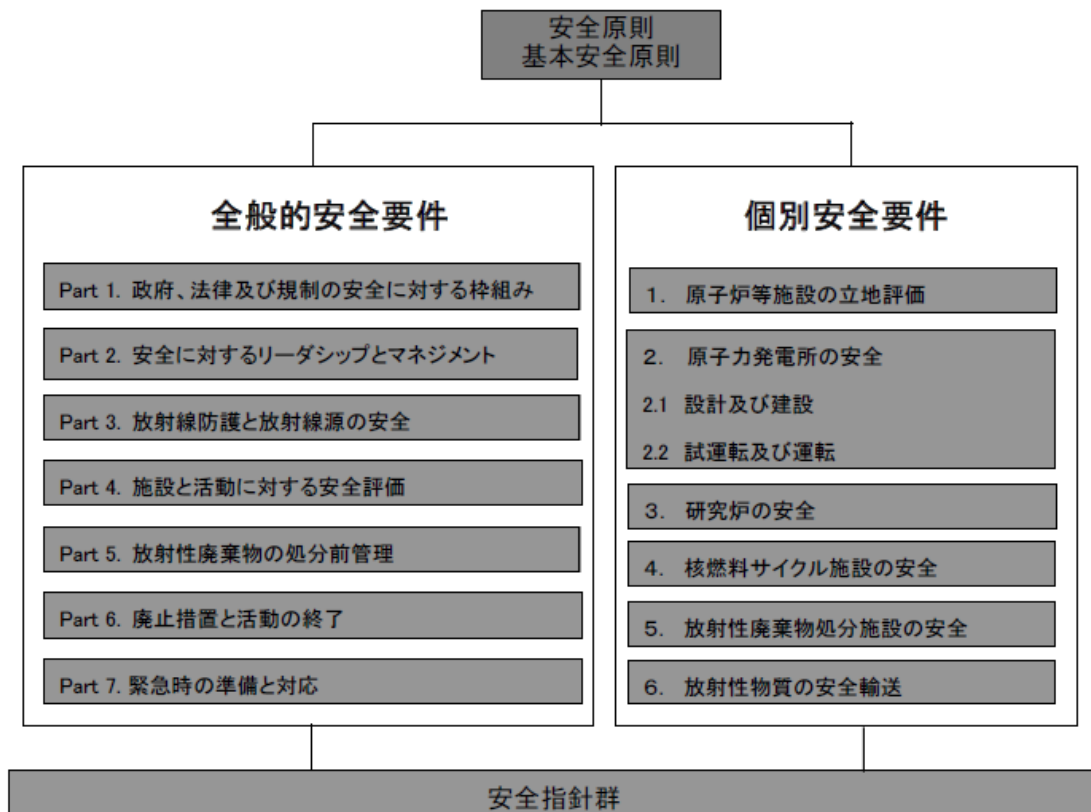 安全原則
基本安全原則
全般的安全要件
Part 1. 政府、法律及び規制の安全に対する枠組み
Part 2. 安全に対するリーダシップとマネジメント
Part 3. 放射線防護と放射線源の安全
Part 4. 施設と活動に対する安全評価
Part 5. 放射性廃棄物の処分前管理
Part 6. 廃止措置と活動の終了
Part 7. 緊急時の準備と対応
個別安全要件
1. 原子炉等施設の立地評価
2. 原子力発電所の安全
2.1 設計及び建設
2.2 試運転及び運転
3. 研究炉の安全
4. 核燃料サイクル施設の安全
5. 放射性廃棄物処分施設の安全
6. 放射性物質の安全輸送
安全指針群